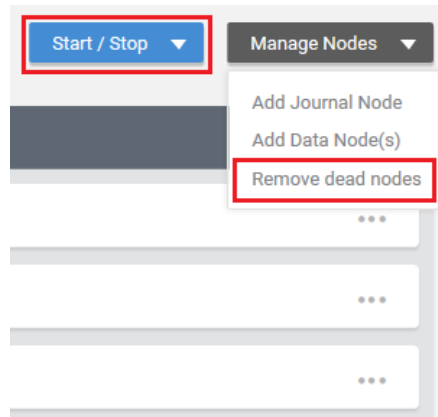 Start / Stop
Manage Nodes
Add Journal Node
Add Data Node(s)
Remove dead nodes